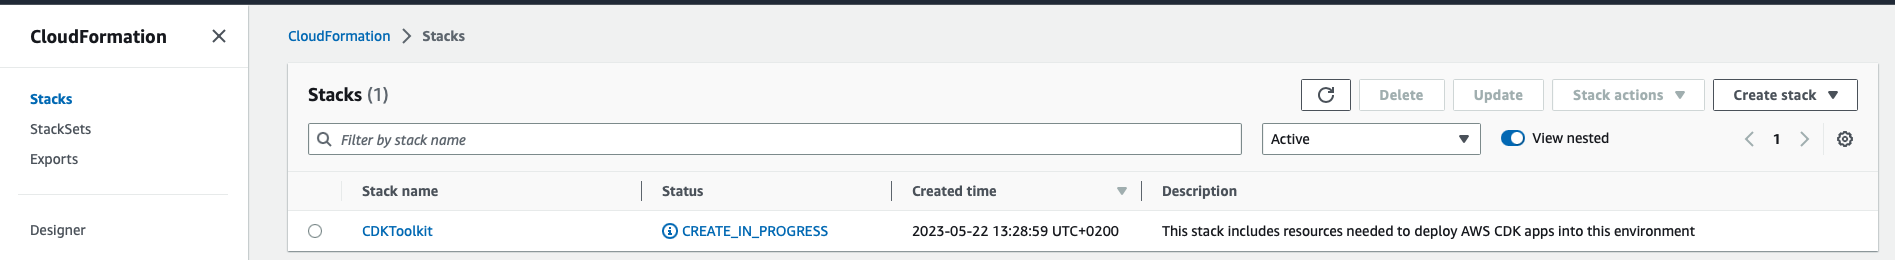 CloudFormation
Stacks
StackSets
Exports
Designer
CloudFormation > Stacks
Stacks (1)
Delete
Update
Stack actions
Create stack
Filter by stack name
Active
View nested
1
Stack name Status Created time Description
CDKToolkit CREATE_IN_PROGRESS 2023-05-22 13:28:59 UTC+0200 This stack includes resources needed to deploy AWS CDK apps into this environment